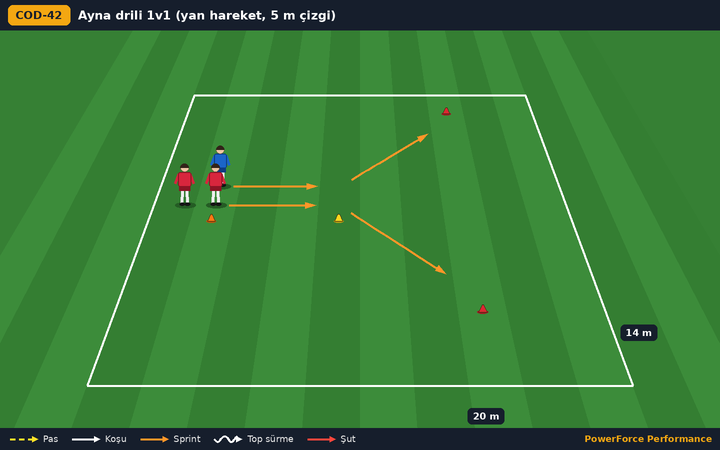 COD-42 Ayna drili 1v1 (yan hareket, 5 m çizgi)
14 m
20 m
Pas Koşu Sprint Top sürme Şut PowerForce Performance